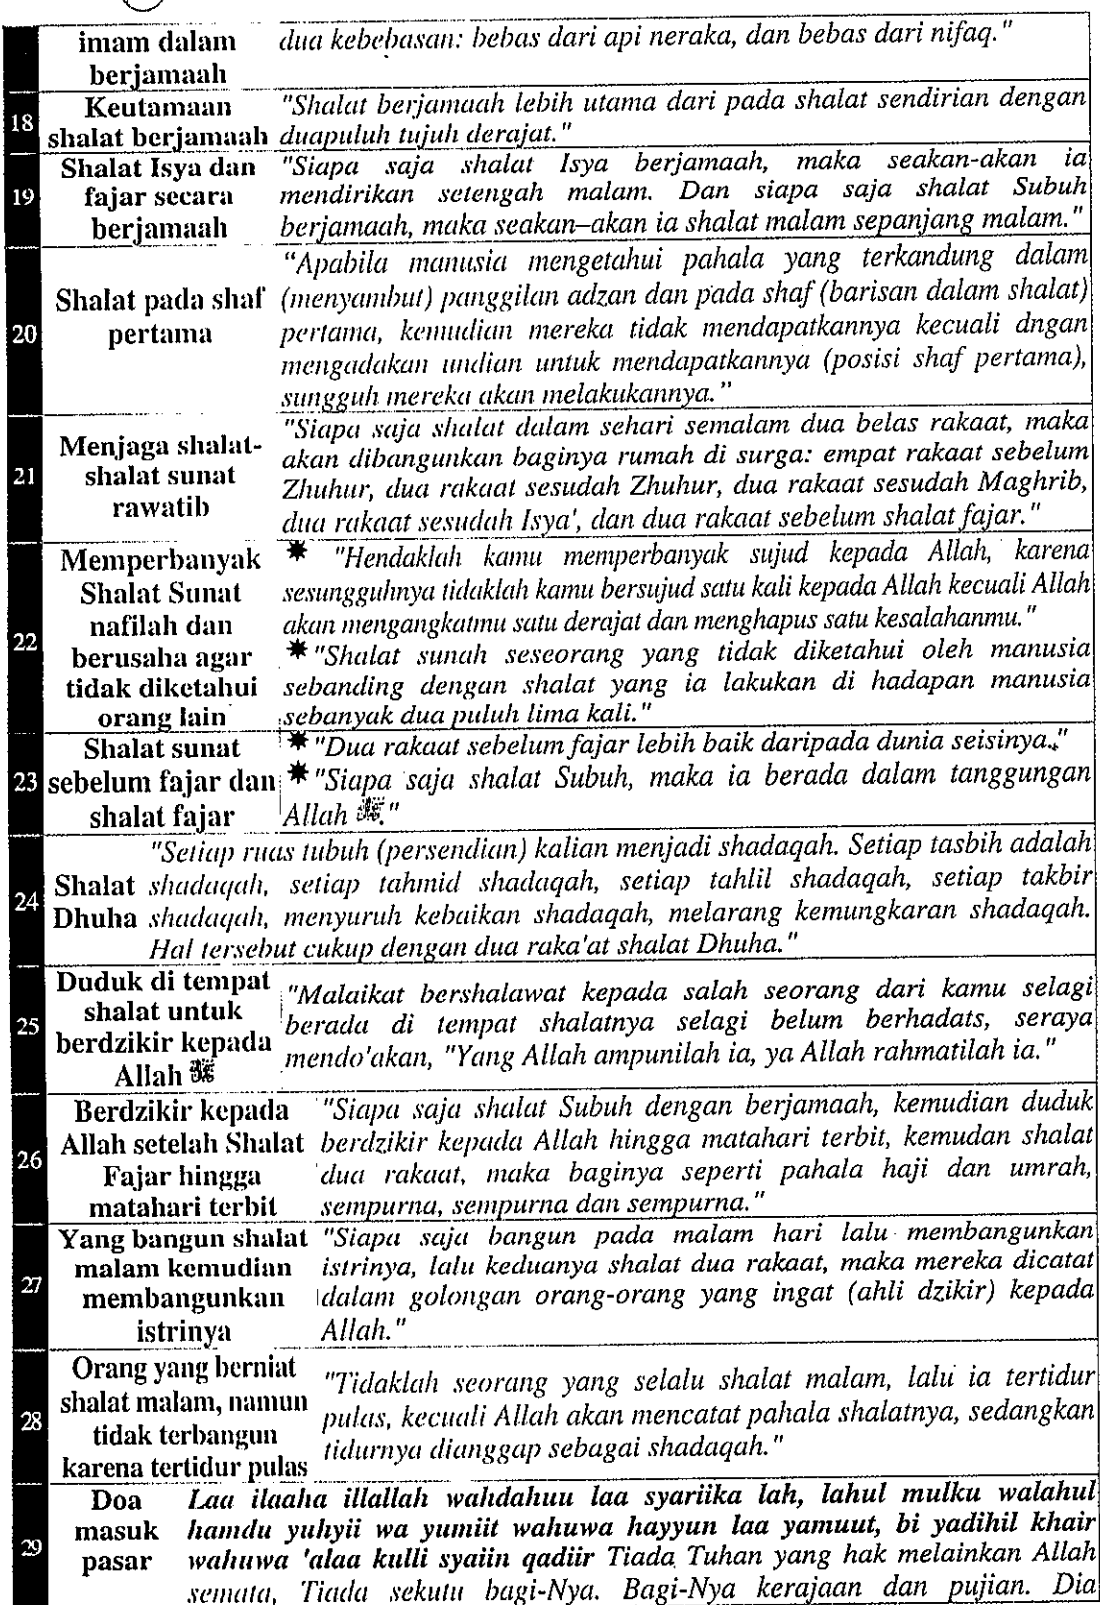 imam dalam berjamaah
dua kebebasan: bebas dari api neraka, dan bebas dari nifaq."
18
Keutamaan shalat berjamaah
"Shalat berjamaah lebih utama dari pada shalat sendirian dengan
duapuluh tujuh derajat."
19
Shalat Isya dan
fajar secara
berjamaah
"Siapa saja shalat Isya berjamaah, maka seakan-akan ia
mendirikan setengah malam. Dan siapa saja shalat Subuh
berjamaah, maka seakan–akan ia shalat malam sepanjang malam."
20
Shalat pada shaf
pertama
“Apabila manusia mengetahui pahala yang terkandung dalam
(menyambut) panggilan adzan dan pada shaf (barisan dalam shalat)
pertama, kemudian mereka tidak mendapatkannya kecuali dngan
mengadakan undian untuk mendapatkannya (posisi shaf pertama),
sungguh mereka akan melakukannya.”
21
Menjaga shalat-
shalat sunat
rawatib
"Siapa saja shalat dalam sehari semalam dua belas rakaat, maka
akan dibangunkan baginya rumah di surga: empat rakaat sebelum
Zhuhur, dua rakaat sesudah Zhuhur, dua rakaat sesudah Maghrib,
dua rakaat sesudah Isya', dan dua rakaat sebelum shalat fajar."
22
Memperbanyak
Shalat Sunat
nafilah dan
berusaha agar
tidak diketahui
orang lain
✷ "Hendaklah kamu memperbanyak sujud kepada Allah, karena
sesungguhnya tidaklah kamu bersujud satu kali kepada Allah kecuali Allah
akan mengangkatmu satu derajat dan menghapus satu kesalahanmu."
✷ "Shalat sunah seseorang yang tidak diketahui oleh manusia
sebanding dengan shalat yang ia lakukan di hadapan manusia
sebanyak dua puluh lima kali."
23
Shalat sunat
sebelum fajar dan
shalat fajar
✷ "Dua rakaat sebelum fajar lebih baik daripada dunia seisinya."
✷ "Siapa saja shalat Subuh, maka ia berada dalam tanggungan
Allah ﷻ."
24
Shalat
Dhuha
"Setiap ruas tubuh (persendian) kalian menjadi shadaqah. Setiap tasbih adalah
shadaqah, setiap tahmid shadaqah, setiap tahlil shadaqah, setiap takbir
shadaqah, menyuruh kebaikan shadaqah, melarang kemungkaran shadaqah.
Hal tersebut cukup dengan dua raka'at shalat Dhuha."
25
Duduk di tempat
shalat untuk
berdzikir kepada
Allah ﷻ
"Malaikat bershalawat kepada salah seorang dari kamu selagi
berada di tempat shalatnya selagi belum berhadats, seraya
mendo'akan, "Yang Allah ampunilah ia, ya Allah rahmatilah ia."
26
Berdzikir kepada
Allah setelah Shalat
Fajar hingga
matahari terbit
"Siapa saja shalat Subuh dengan berjamaah, kemudian duduk
berdzikir kepada Allah hingga matahari terbit, kemudan shalat
dua rakaat, maka baginya seperti pahala haji dan umrah,
sempurna, sempurna dan sempurna."
27
Yang bangun shalat
malam kemudian
membangunkan
istrinya
"Siapa saja bangun pada malam hari lalu membangunkan
istrinya, lalu keduanya shalat dua rakaat, maka mereka dicatat
dalam golongan orang-orang yang ingat (ahli dzikir) kepada
Allah."
28
Orang yang berniat
shalat malam, namun
tidak terbangun
karena tertidur pulas
"Tidaklah seorang yang selalu shalat malam, lalu ia tertidur
pulas, kecuali Allah akan mencatat pahala shalatnya, sedangkan
tidurnya dianggap sebagai shadaqah."
29
Doa
masuk
pasar
Laa ilaaha illallah wahdahuu laa syariika lah, lahul mulku walahul
hamdu yuhyii wa yumiit wahuwa hayyun laa yamuut, bi yadihil khair
wahuwa 'alaa kulli syaiin qadiir Tiada Tuhan yang hak melainkan Allah
semata, Tiada sekutu bagi-Nya. Bagi-Nya kerajaan dan pujian. Dia